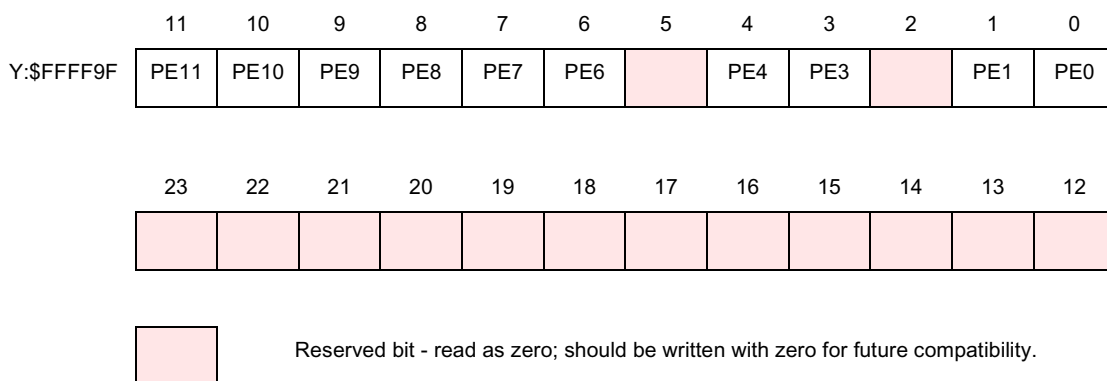 11 10 9 8 7 6 5 4 3 2 1 0
Y:$FFFF9F PE11 PE10 PE9 PE8 PE7 PE6 PE4 PE3 PE1 PE0
23 22 21 20 19 18 17 16 15 14 13 12
Reserved bit - read as zero; should be written with zero for future compatibility.